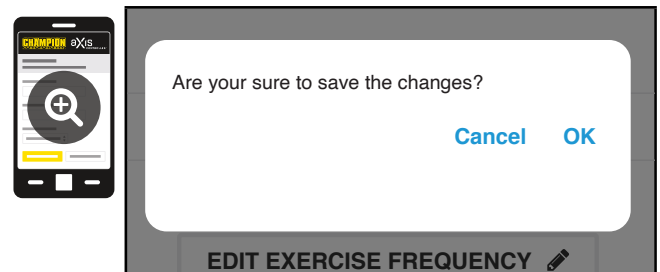 CHAMPION aXis
Are your sure to save the changes?
Cancel OK
EDIT EXERCISE FREQUENCY